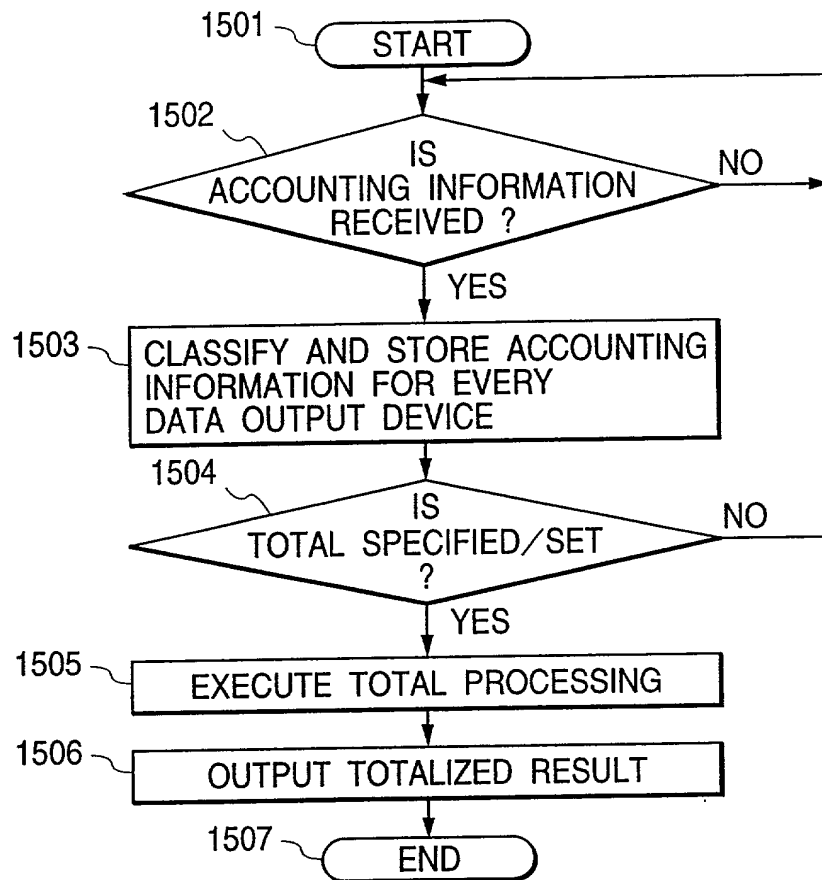 1501
START
1502
IS
ACCOUNTING INFORMATION
RECEIVED ?
NO
YES
1503
CLASSIFY AND STORE ACCOUNTING
INFORMATION FOR EVERY
DATA OUTPUT DEVICE
1504
IS
TOTAL SPECIFIED/SET
?
NO
YES
1505
EXECUTE TOTAL PROCESSING
1506
OUTPUT TOTALIZED RESULT
1507
END